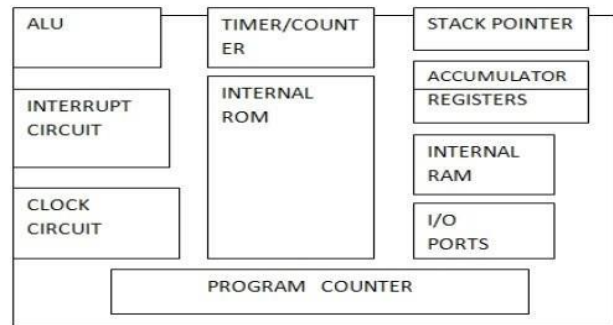 ALU
TIMER/COUNT
ER
STACK POINTER
ACCUMULATOR
REGISTERS
INTERRUPT
CIRCUIT
INTERNAL
ROM
INTERNAL
RAM
CLOCK
CIRCUIT
I/O
PORTS
PROGRAM COUNTER